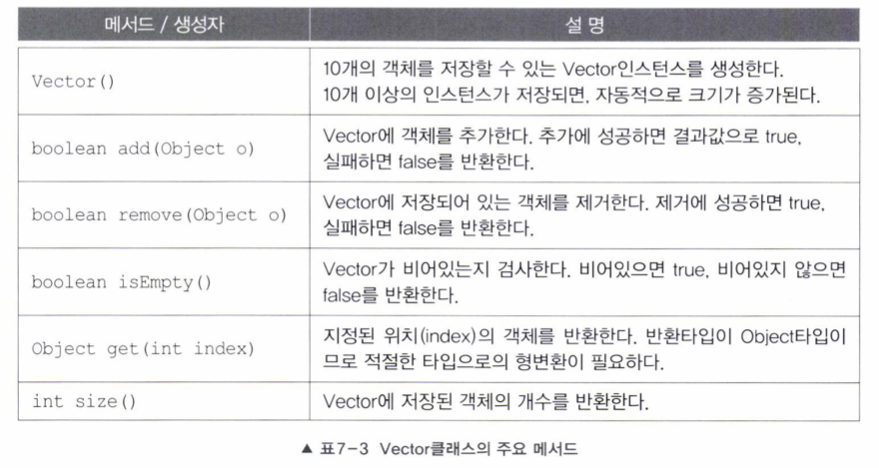 메서드 / 생성자
설 명
Vector()
10개의 객체를 저장할 수 있는 Vector인스턴스를 생성한다.
10개 이상의 인스턴스가 저장되면, 자동적으로 크기가 증가된다.
boolean add(Object o)
Vector에 객체를 추가한다. 추가에 성공하면 결과값으로 true,
실패하면 false를 반환한다.
boolean remove(Object o)
Vector에 저장되어 있는 객체를 제거한다. 제거에 성공하면 true,
실패하면 false를 반환한다.
boolean isEmpty()
Vector가 비어있는지 검사한다. 비어있으면 true, 비어있지 않으면
false를 반환한다.
Object get(int index)
지정된 위치(index)의 객체를 반환한다. 반환타입이 Object타입이
므로 적절한 타입으로의 형변환이 필요하다.
int size()
Vector에 저장된 객체의 개수를 반환한다.
▲ 표7-3 Vector클래스의 주요 메서드